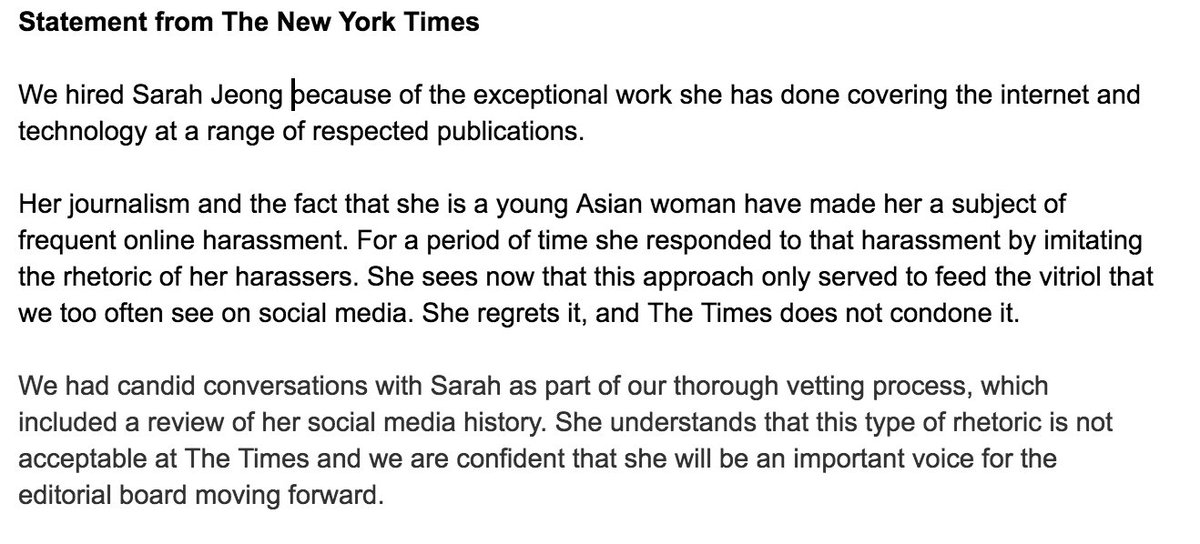 Statement from The New York Times
We hired Sarah Jeong because of the exceptional work she has done covering the internet and
technology at a range of respected publications.
Her journalism and the fact that she is a young Asian woman have made her a subject of
frequent online harassment. For a period of time she responded to that harassment by imitating
the rhetoric of her harassers. She sees now that this approach only served to feed the vitriol that
we too often see on social media. She regrets it, and The Times does not condone it.
We had candid conversations with Sarah as part of our thorough vetting process, which
included a review of her social media history. She understands that this type of rhetoric is not
acceptable at The Times and we are confident that she will be an important voice for the
editorial board moving forward.